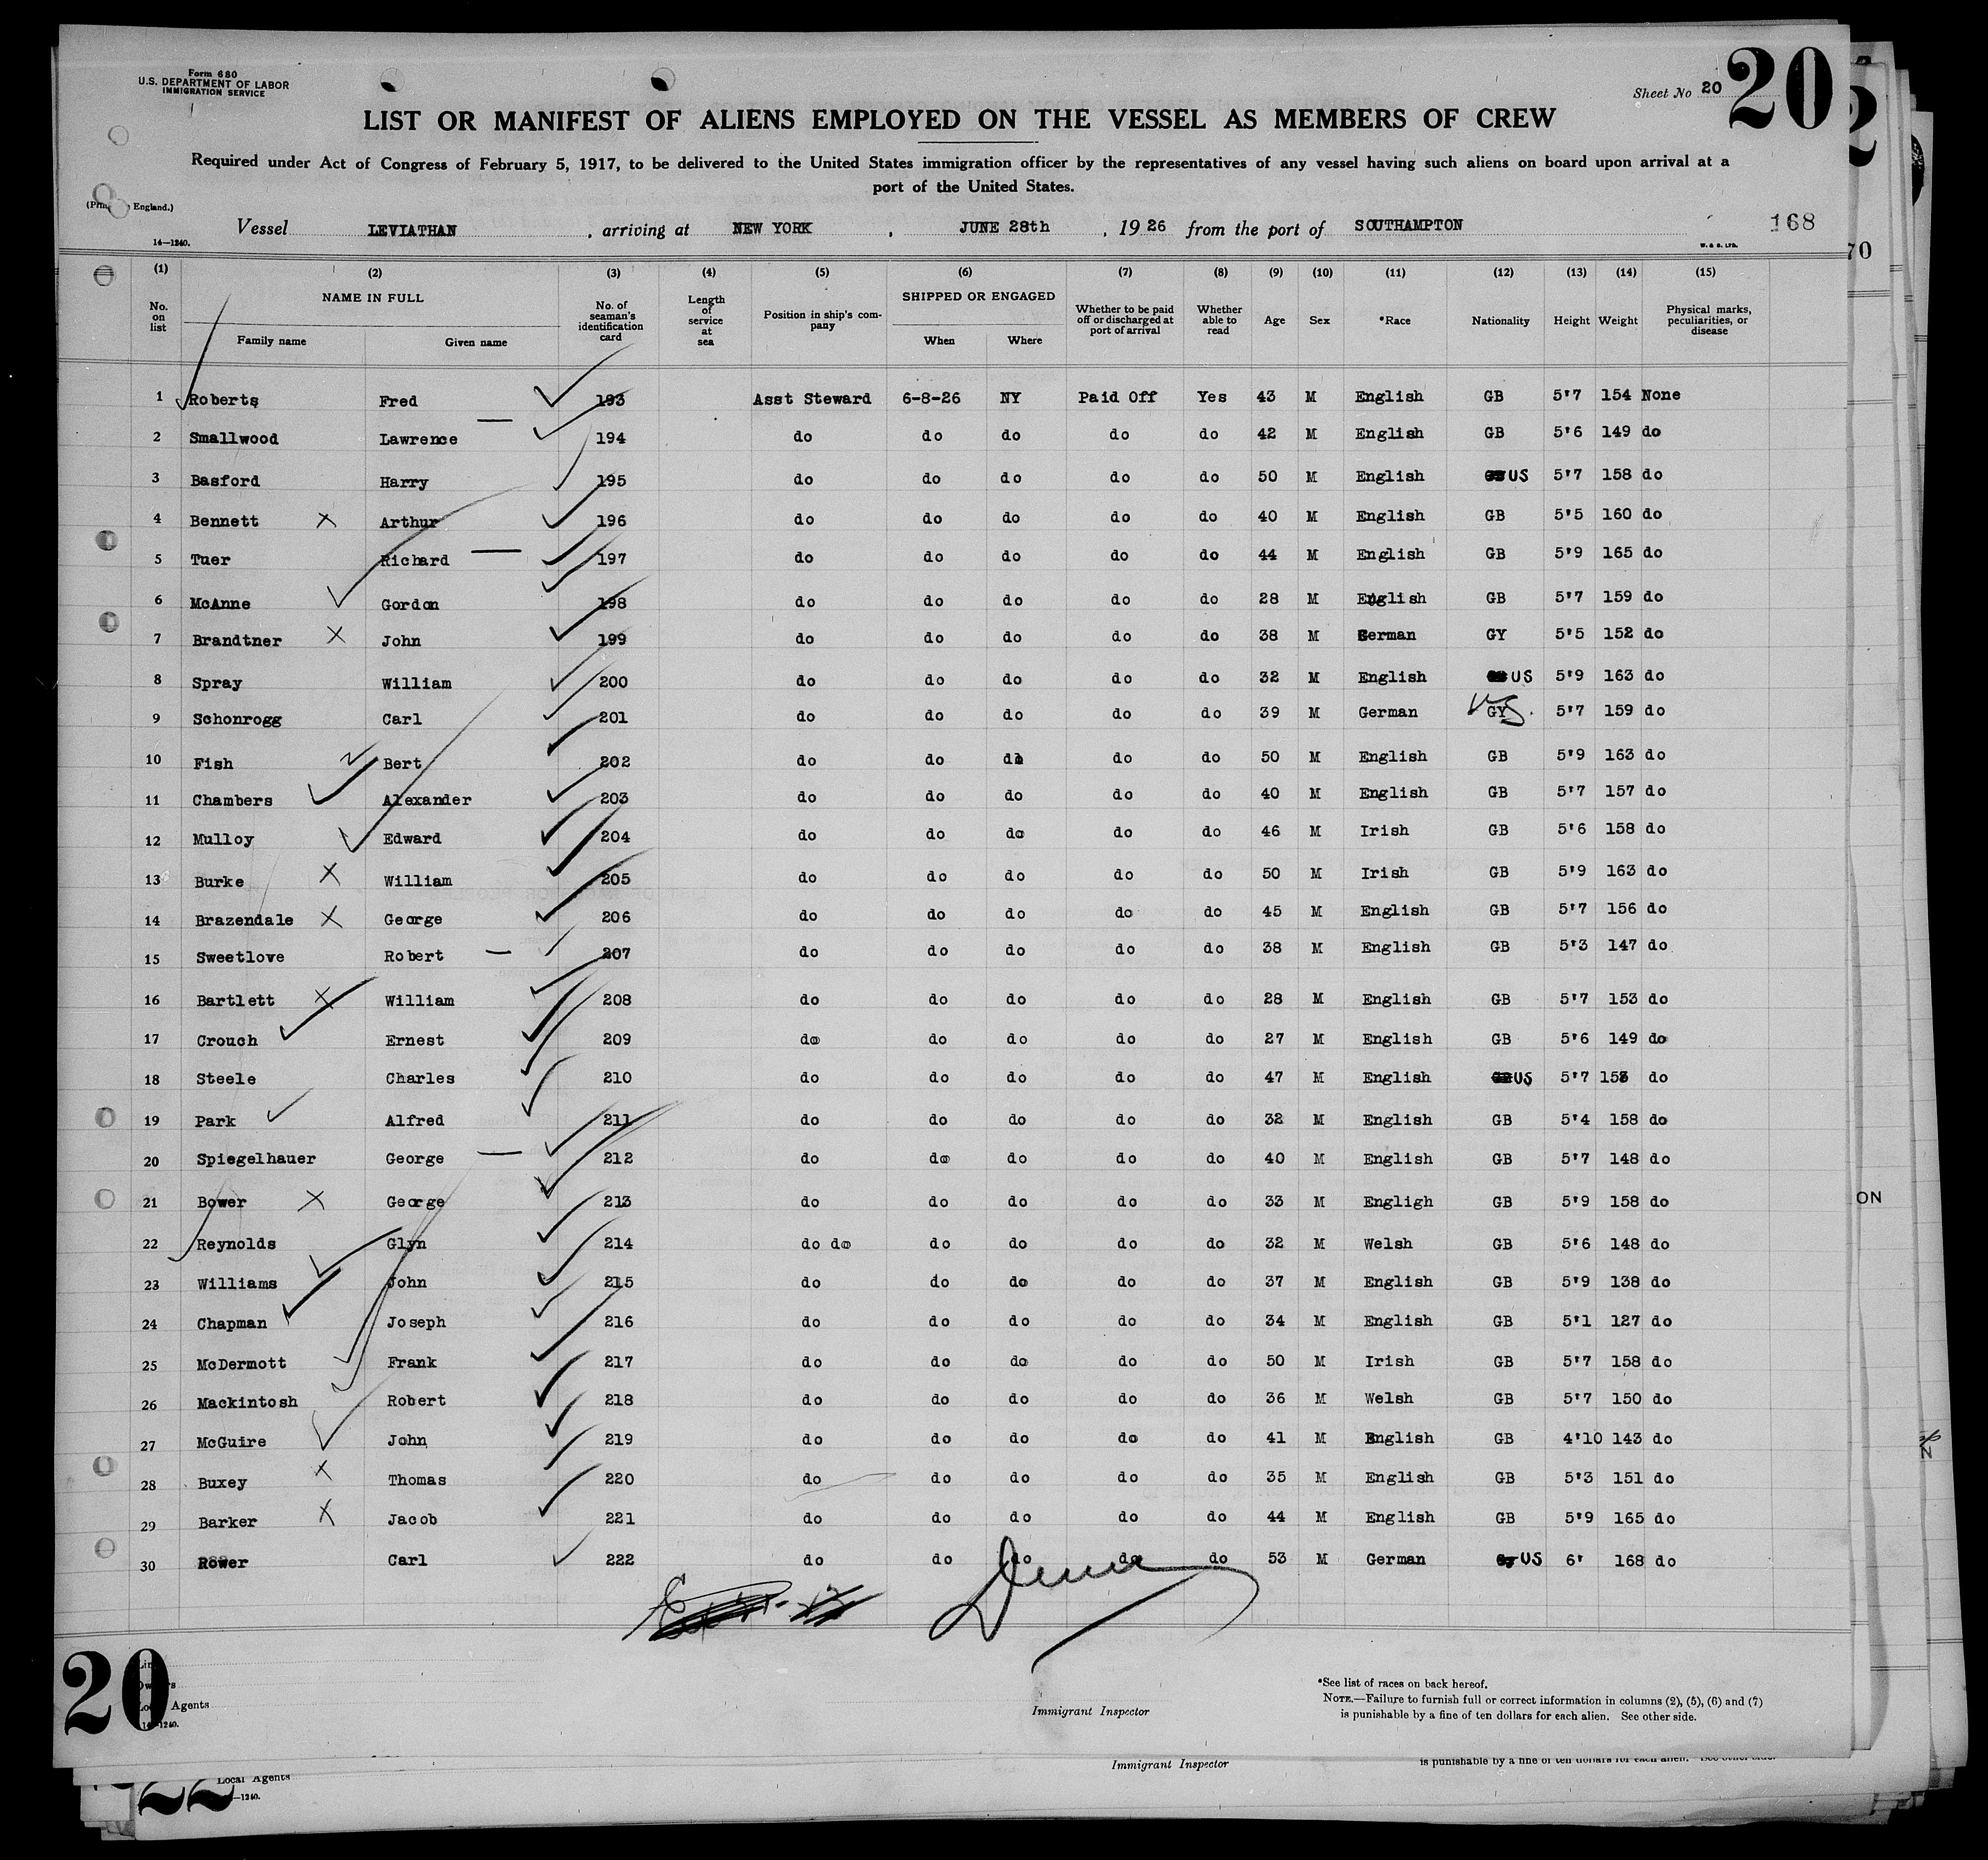 Form 680
U.S. DEPARTMENT OF LABOR
IMMIGRATION SERVICE
Sheet No 20
20
LIST OR MANIFEST OF ALIENS EMPLOYED ON THE VESSEL AS MEMBERS OF CREW
Required under Act of Congress of February 5, 1917, to be delivered to the United States immigration officer by the representatives of any vessel having such aliens on board upon arrival at a
port of the United States.
England.)
14—1240.
Vessel LEVIATHAN , arriving at NEW YORK , JUNE 28th , 19 26 from the port of SOUTHAMPTON
168
W. & S. LTD.
(1) (2) (3) (4) (5) (6) (7) (8) (9) (10) (11) (12) (13) (14) (15)
No. on list NAME IN FULL Family name Given name No. of seaman's identification card Length of service at sea Position in ship's company SHIPPED OR ENGAGED When Where Whether to be paid off or discharged at port of arrival Whether able to read Age Sex *Race Nationality Height Weight Physical marks, peculiarities, or disease
1 Roberts Fred 193 Asst Steward 6-8-26 NY Paid Off Yes 43 M English GB 5'7 154 None
2 Smallwood Lawrence 194 do do do do do 42 M English GB 5'6 149 do
3 Basford Harry 195 do do do do do 50 M English US 5'7 158 do
4 Bennett X Arthur 196 do do do do do 40 M English GB 5'5 160 do
5 Tuer Richard 197 do do do do do 44 M English GB 5'9 165 do
6 McAnne Gordon 198 do do do do do 28 M English GB 5'7 159 do
7 Brandtner X John 199 do do do do do 38 M German GY 5'5 152 do
8 Spray William 200 do do do do do 32 M English US 5'9 163 do
9 Schonrogg Carl 201 do do do do do 39 M German GY US. 5'7 159 do
10 Fish Bert 202 do do do do do 50 M English GB 5'9 163 do
11 Chambers Alexander 203 do do do do do 40 M English GB 5'7 157 do
12 Mulloy Edward 204 do do do do do 46 M Irish GB 5'6 158 do
13 Burke X William 205 do do do do do 50 M Irish GB 5'9 163 do
14 Brazendale X George 206 do do do do do 45 M English GB 5'7 156 do
15 Sweetlove Robert 207 do do do do do 38 M English GB 5'3 147 do
16 Bartlett X William 208 do do do do do 28 M English GB 5'7 153 do
17 Crouch Ernest 209 do do do do do 27 M English GB 5'6 149 do
18 Steele Charles 210 do do do do do 47 M English US 5'7 153 do
19 Park Alfred 211 do do do do do 32 M English GB 5'4 158 do
20 Spiegelhauer George 212 do do do do do 40 M English GB 5'7 148 do
21 Bower X George 213 do do do do do 33 M Engligh GB 5'9 158 do
22 Reynolds Glyn 214 do do do do do do 32 M Welsh GB 5'6 148 do
23 Williams John 215 do do do do do 37 M English GB 5'9 138 do
24 Chapman Joseph 216 do do do do do 34 M English GB 5'1 127 do
25 McDermott Frank 217 do do do do do 50 M Irish GB 5'7 158 do
26 Mackintosh Robert 218 do do do do do 36 M Welsh GB 5'7 150 do
27 McGuire John 219 do do do do do 41 M English GB 4'10 143 do
28 Buxey X Thomas 220 do do do do do 35 M English GB 5'3 151 do
29 Barker X Jacob 221 do do do do do 44 M English GB 5'9 165 do
30 Rower Carl 222 do do do do do 53 M German US 6' 168 do
20
Agents
Immigrant Inspector
*See list of races on back hereof.
NOTE.—Failure to furnish full or correct information in columns (2), (5), (6) and (7)
is punishable by a fine of ten dollars for each alien. See other side.
Immigrant Inspector
is punishable by a fine of ten dollars for each alien. See other side.
22
Local Agents
—1240.
70
ON